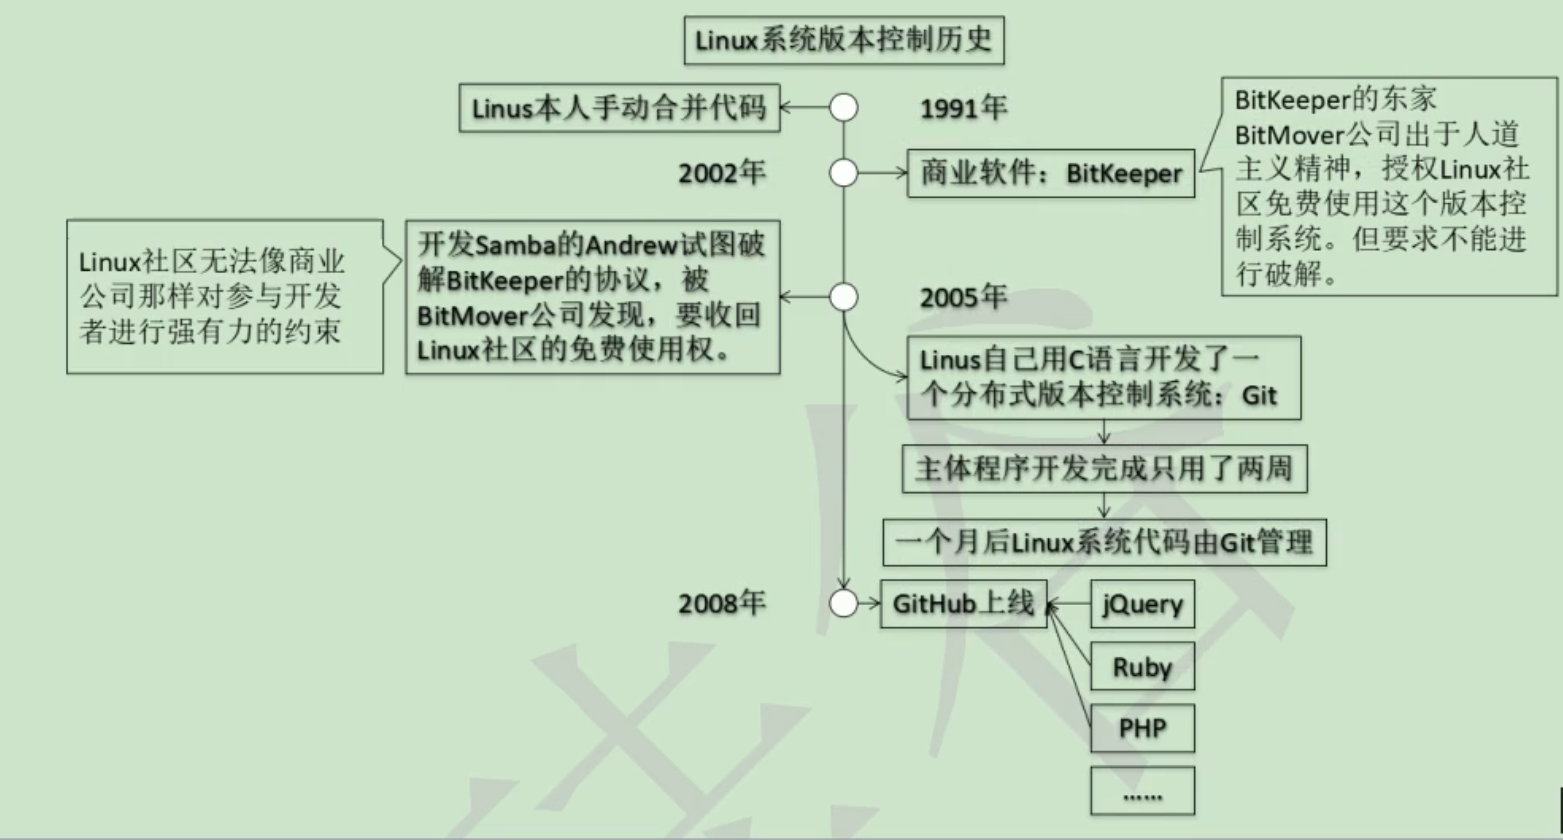 Linux系统版本控制历史
Linus本人手动合并代码
1991年
2002年
商业软件：BitKeeper
BitKeeper的东家
BitMover公司出于人道
主义精神，授权Linux社
区免费使用这个版本控
制系统。但要求不能进
行破解。
Linux社区无法像商业
公司那样对参与开发
者进行强有力的约束
开发Samba的Andrew试图破
解BitKeeper的协议，被
BitMover公司发现，要收回
Linux社区的免费使用权。
2005年
Linus自己用C语言开发了一
个分布式版本控制系统：Git
主体程序开发完成只用了两周
一个月后Linux系统代码由Git管理
2008年
GitHub上线
jQuery
Ruby
PHP
……